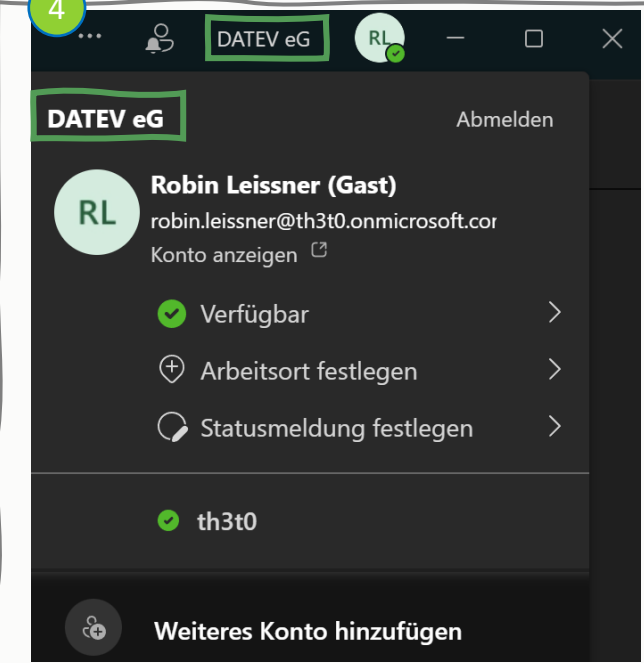 4
DATEV eG
RL
DATEV eG
Abmelden
RL
Robin Leissner (Gast)
robin.leissner@th3t0.onmicrosoft.cor
Konto anzeigen
Verfügbar
Arbeitsort festlegen
Statusmeldung festlegen
th3t0
Weiteres Konto hinzufügen